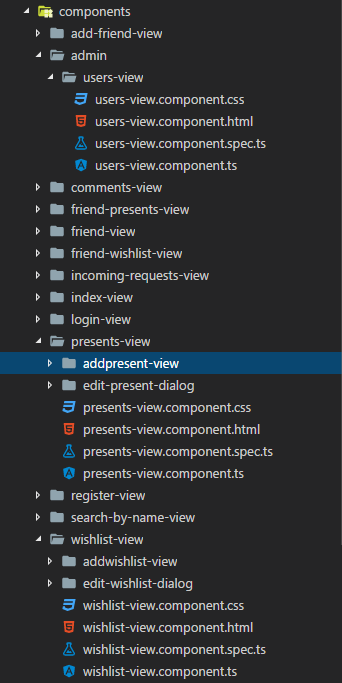 components
add-friend-view
admin
users-view
users-view.component.css
users-view.component.html
users-view.component.spec.ts
users-view.component.ts
comments-view
friend-presents-view
friend-view
friend-wishlist-view
incoming-requests-view
index-view
login-view
presents-view
addpresent-view
edit-present-dialog
presents-view.component.css
presents-view.component.html
presents-view.component.spec.ts
presents-view.component.ts
register-view
search-by-name-view
wishlist-view
addwishlist-view
edit-wishlist-dialog
wishlist-view.component.css
wishlist-view.component.html
wishlist-view.component.spec.ts
wishlist-view.component.ts